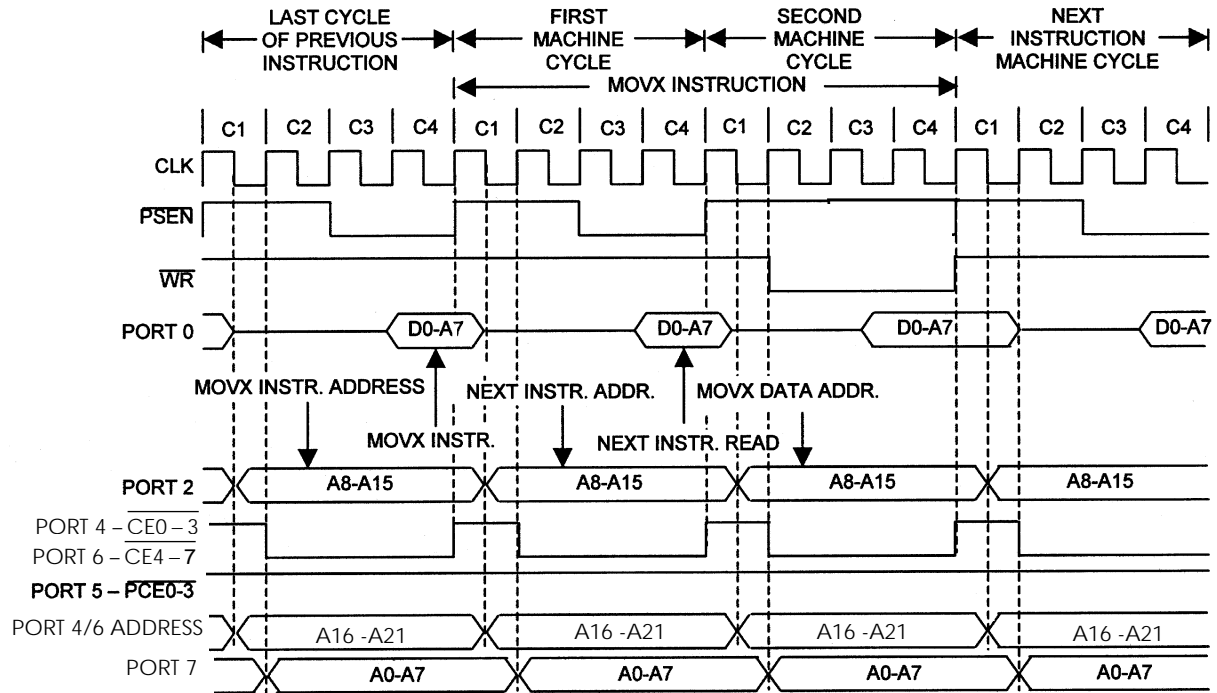 LAST CYCLE OF PREVIOUS INSTRUCTION
FIRST MACHINE CYCLE
SECOND MACHINE CYCLE
NEXT INSTRUCTION MACHINE CYCLE
MOVX INSTRUCTION
C1 C2 C3 C4 C1 C2 C3 C4 C1 C2 C3 C4 C1 C2 C3 C4
CLK
PSEN
WR
PORT 0 D0-A7 D0-A7 D0-A7 D0-A7
MOVX INSTR. ADDRESS NEXT INSTR. ADDR. MOVX DATA ADDR.
MOVX INSTR. NEXT INSTR. READ
PORT 2 A8-A15 A8-A15 A8-A15 A8-A15
PORT 4 – CE0 – 3
PORT 6 – CE4 – 7
PORT 5 – PCE0-3
PORT 4/6 ADDRESS A16 -A21 A16 -A21 A16 -A21 A16 -A21
PORT 7 A0-A7 A0-A7 A0-A7 A0-A7